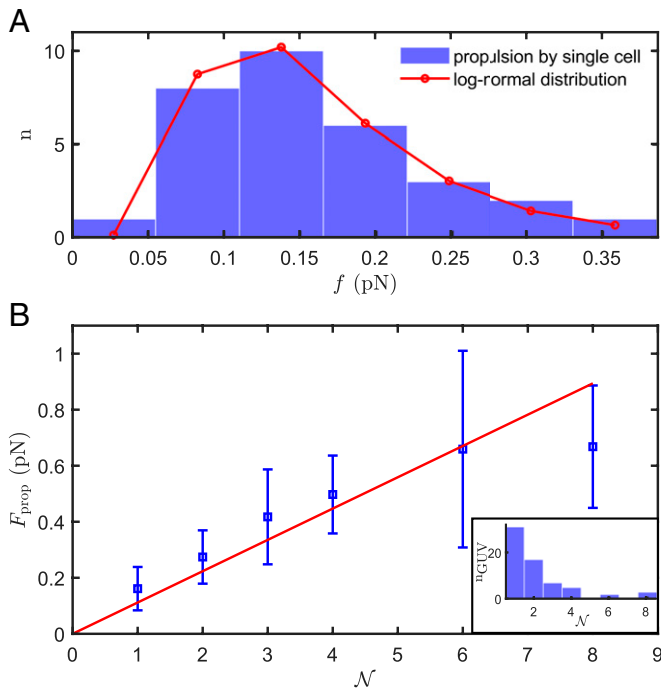 A
10
5
0
n
propulsion by single cell
log-rormal distribution
0 0.05 0.1 0.15 0.2 0.25 0.3 0.35
f (pN)
B
1
0.8
0.6
0.4
0.2
0
F_prop (pN)
20
0
n_GUV
2 4 6 8
𝒩
0 1 2 3 4 5 6 7 8 9
𝒩